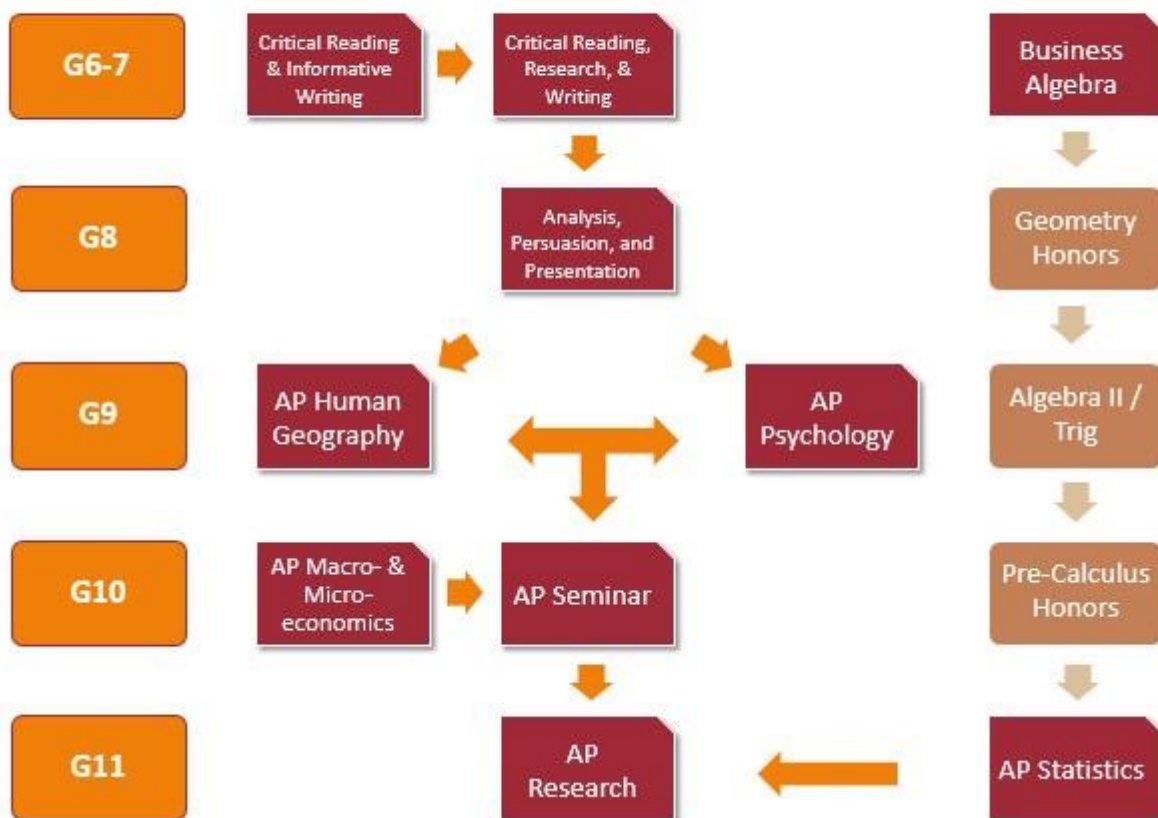 G6-7
Critical Reading
& Informative
Writing
Critical Reading,
Research, &
Writing
Business
Algebra
G8
Analysis,
Persuasion, and
Presentation
Geometry
Honors
G9
AP Human
Geography
AP
Psychology
Algebra II /
Trig
G10
AP Macro- &
Micro-
economics
AP Seminar
Pre-Calculus
Honors
G11
AP
Research
AP Statistics